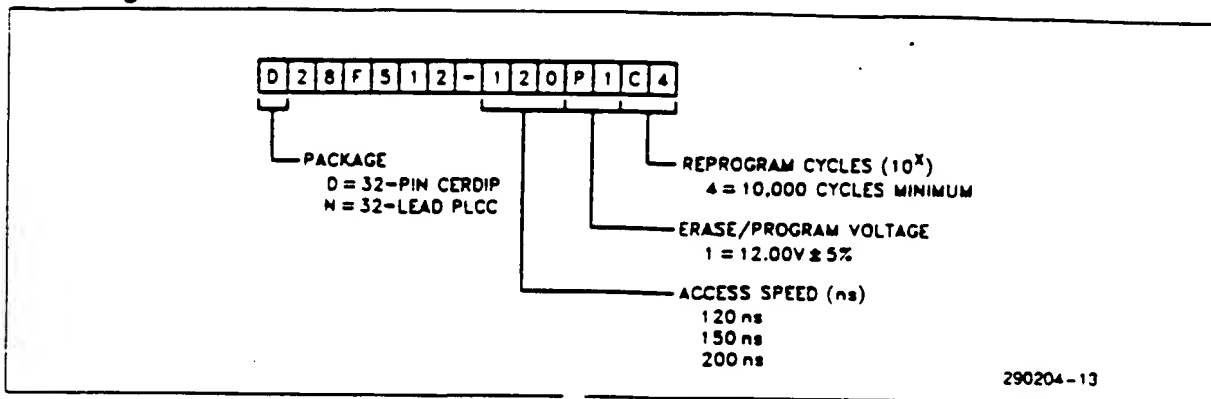 D28F512-120P1C4
PACKAGE
D = 32-PIN CERDIP
N = 32-LEAD PLCC
REPROGRAM CYCLES (10^X)
4 = 10,000 CYCLES MINIMUM
ERASE/PROGRAM VOLTAGE
1 = 12.00V ± 5%
ACCESS SPEED (ns)
120 ns
150 ns
200 ns
290204-13